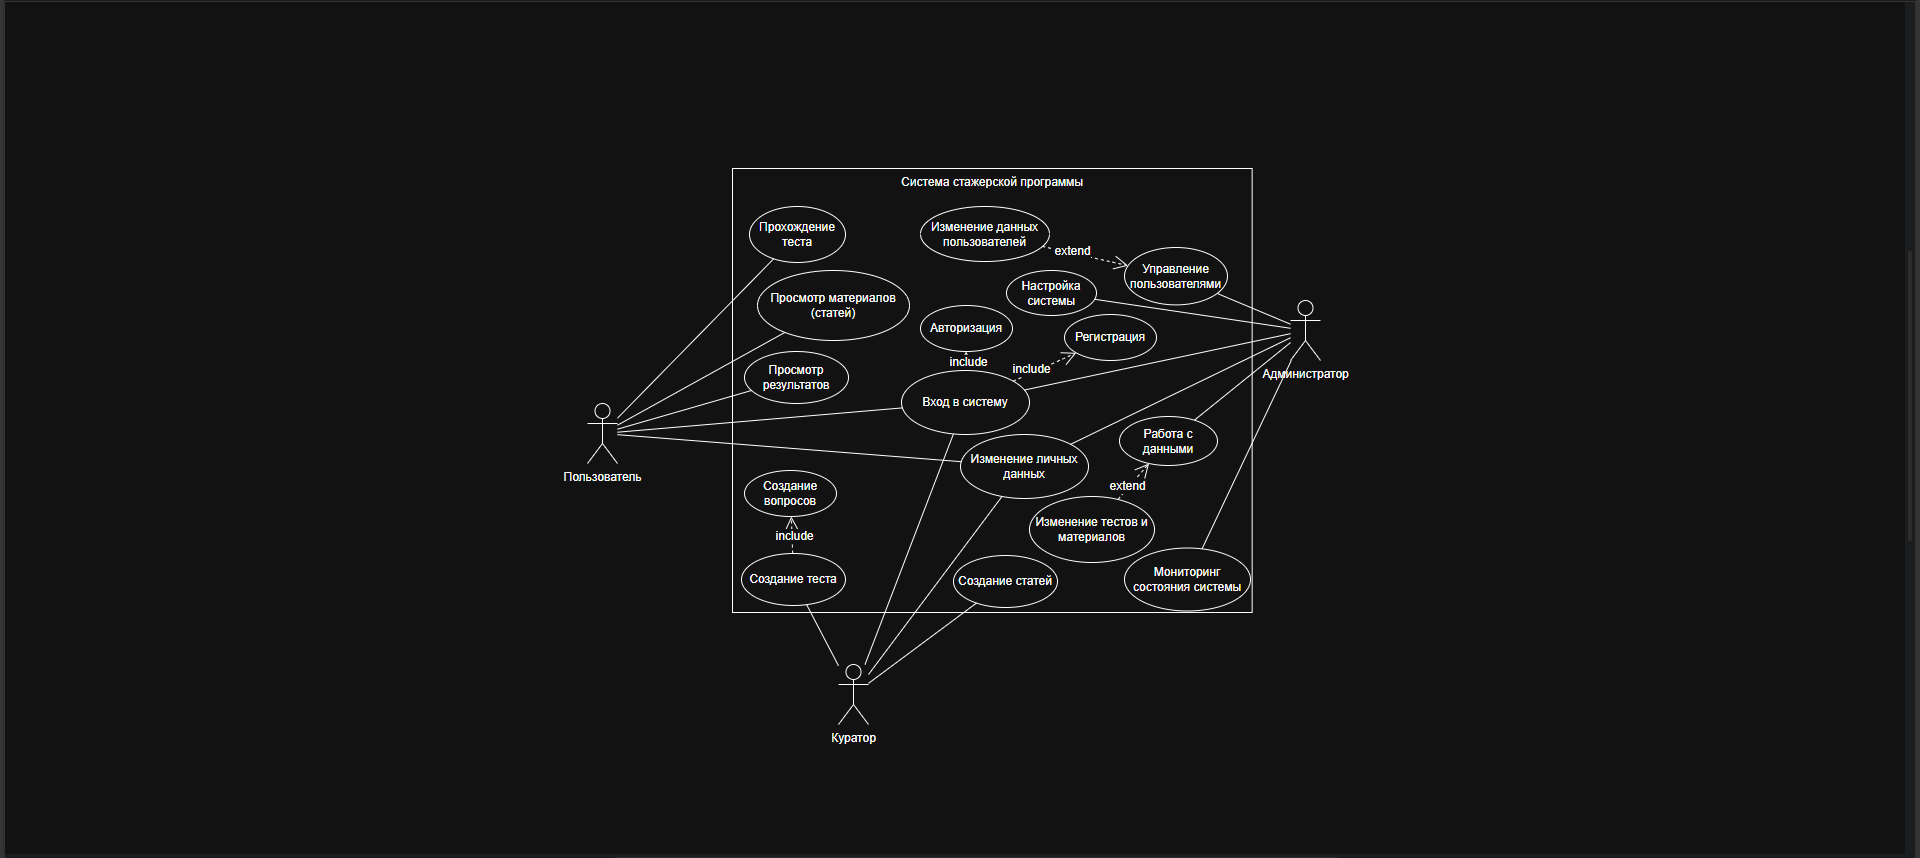 Система стажерской программы
Прохождение
теста
Изменение данных
пользователей
extend
Управление
пользователями
Просмотр материалов
(статей)
Настройка
системы
Авторизация
Регистрация
include
include
Просмотр
результатов
Вход в систему
Администратор
Пользователь
Изменение личных
данных
Работа с
данными
extend
Создание
вопросов
include
Изменение тестов и
материалов
Создание теста
Создание статей
Мониторинг
состояния системы
Куратор